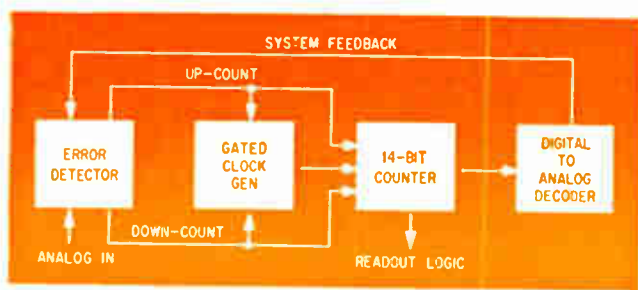 SYSTEM FEEDBACK
UP-COUNT
ERROR
DETECTOR
GATED
CLOCK
GEN
14-BIT
COUNTER
DIGITAL
TO
ANALOG
DECODER
DOWN-COUNT
ANALOG IN
READOUT LOGIC